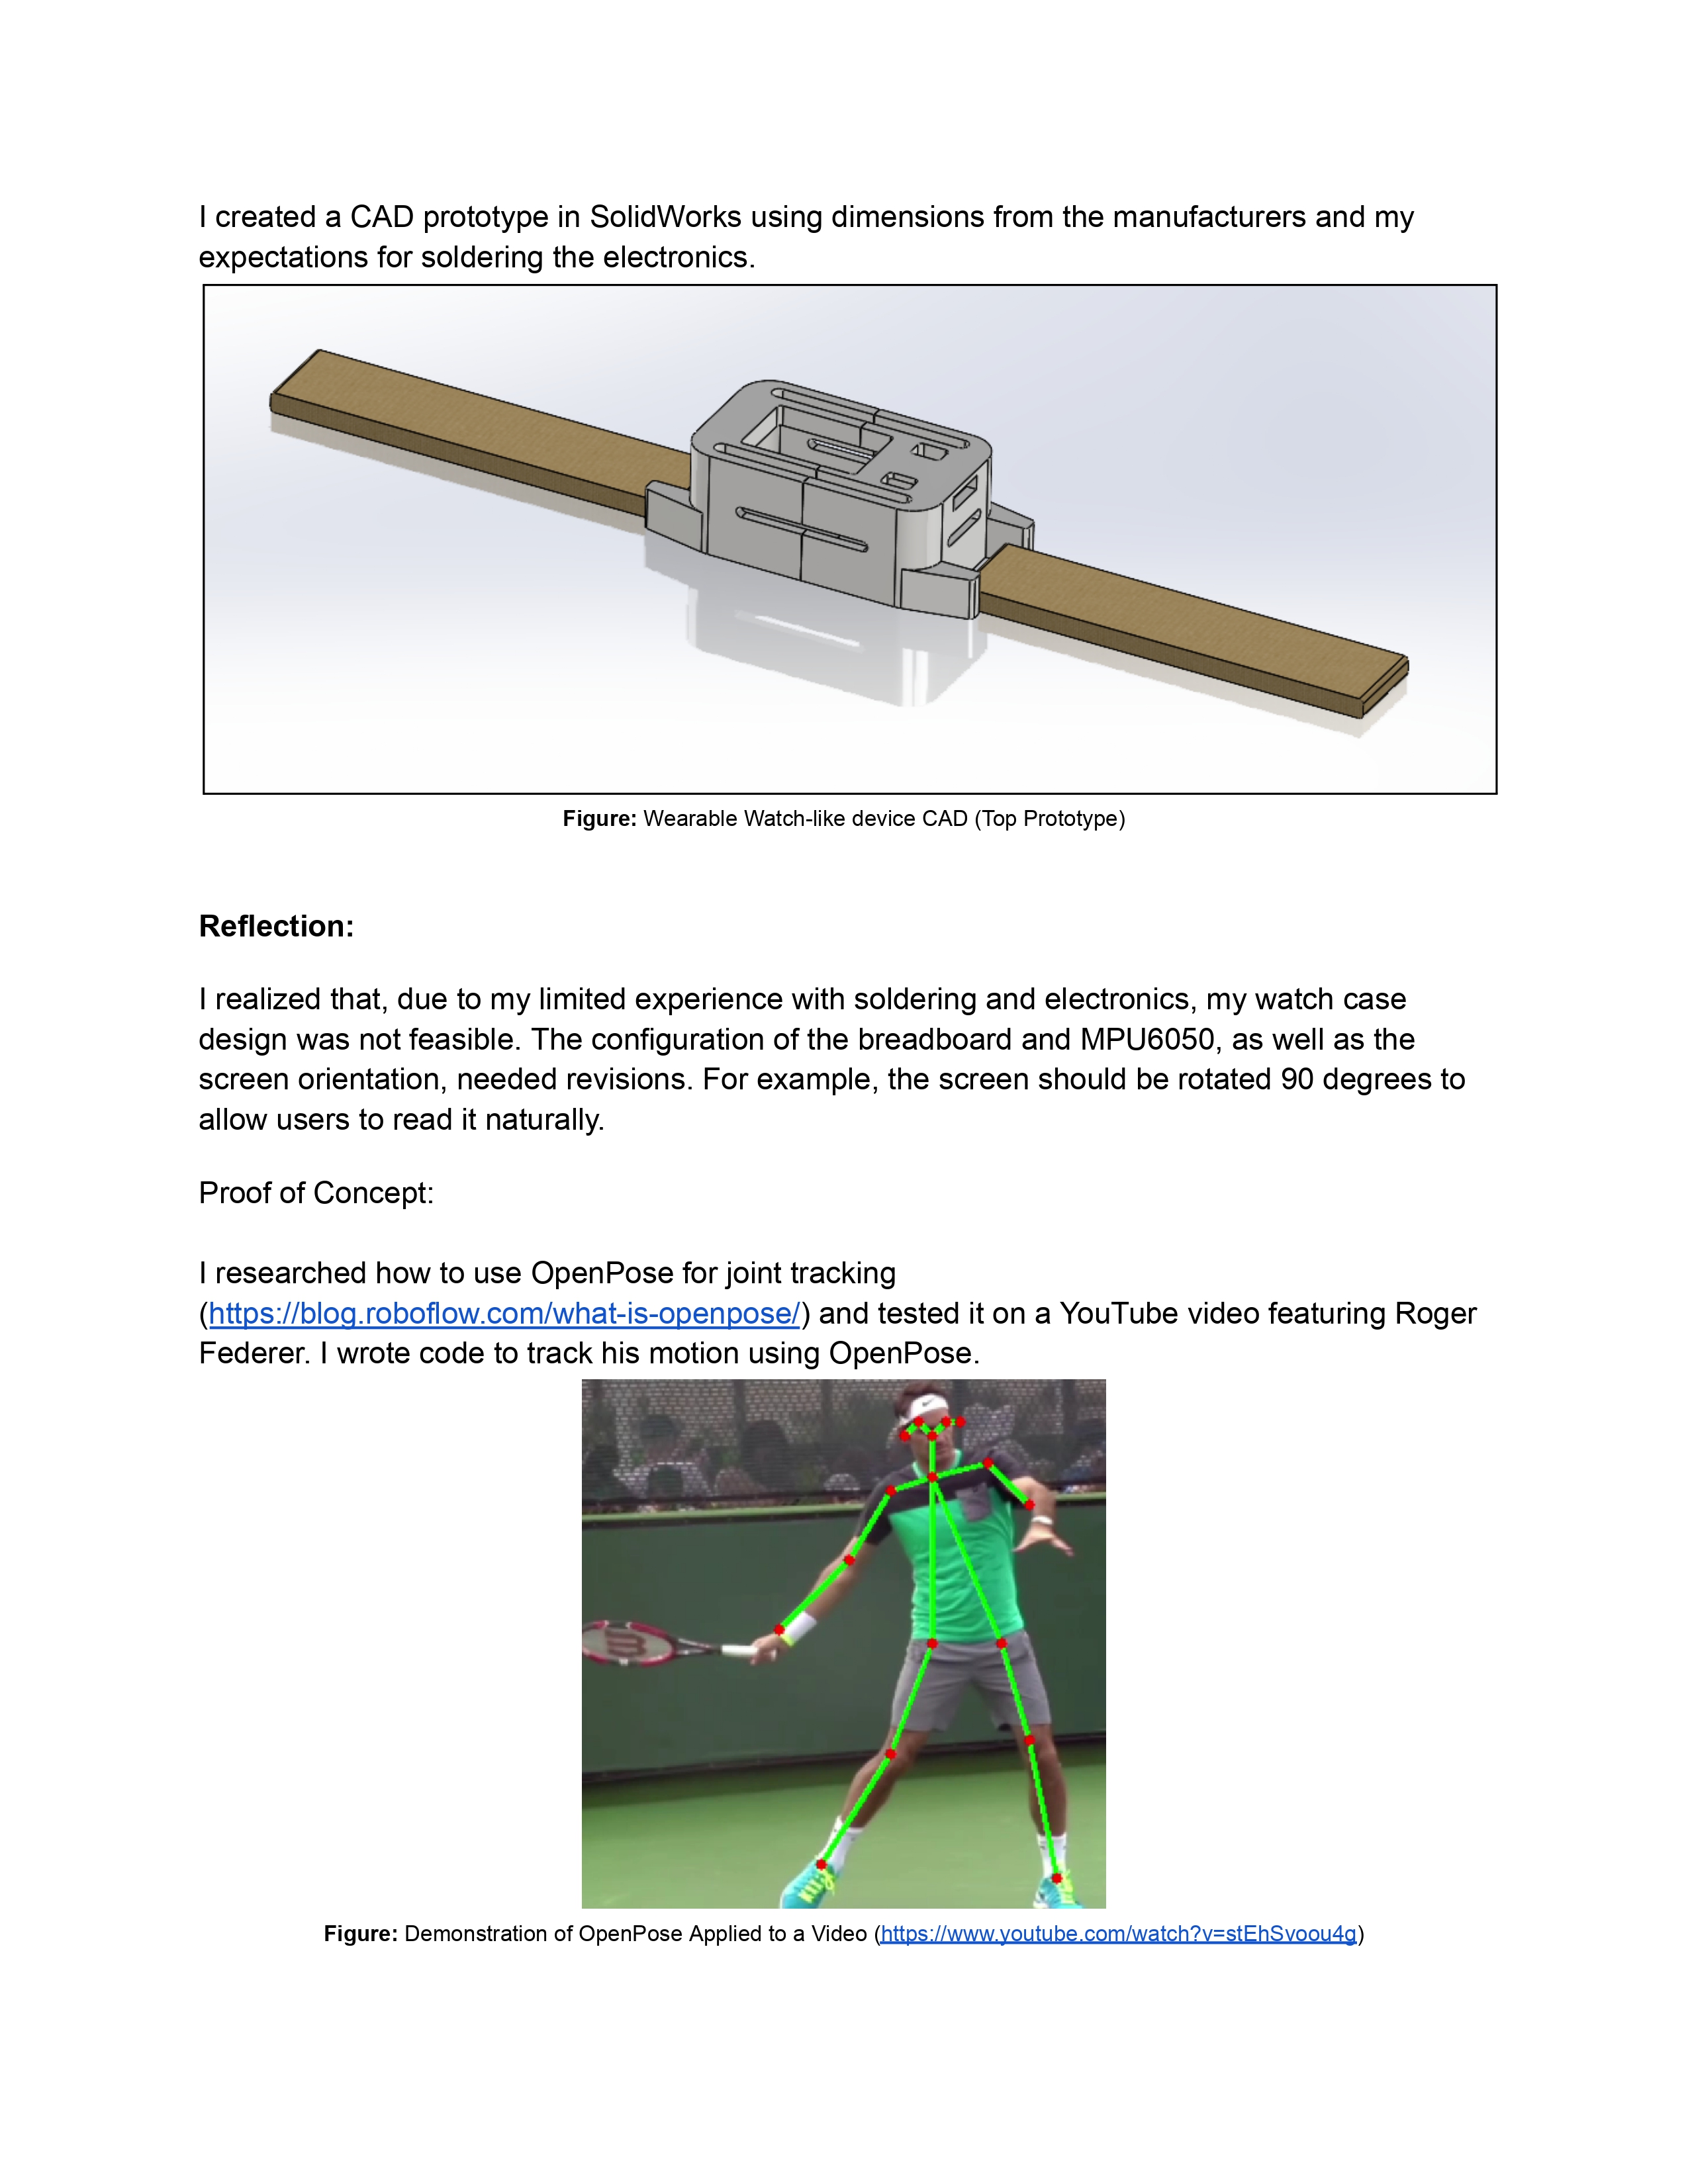 I created a CAD prototype in SolidWorks using dimensions from the manufacturers and my
expectations for soldering the electronics.
Figure: Wearable Watch-like device CAD (Top Prototype)
Reflection:
I realized that, due to my limited experience with soldering and electronics, my watch case
design was not feasible. The configuration of the breadboard and MPU6050, as well as the
screen orientation, needed revisions. For example, the screen should be rotated 90 degrees to
allow users to read it naturally.
Proof of Concept:
I researched how to use OpenPose for joint tracking
(https://blog.roboflow.com/what-is-openpose/) and tested it on a YouTube video featuring Roger
Federer. I wrote code to track his motion using OpenPose.
Figure: Demonstration of OpenPose Applied to a Video (https://www.youtube.com/watch?v=stEhSvoou4g)